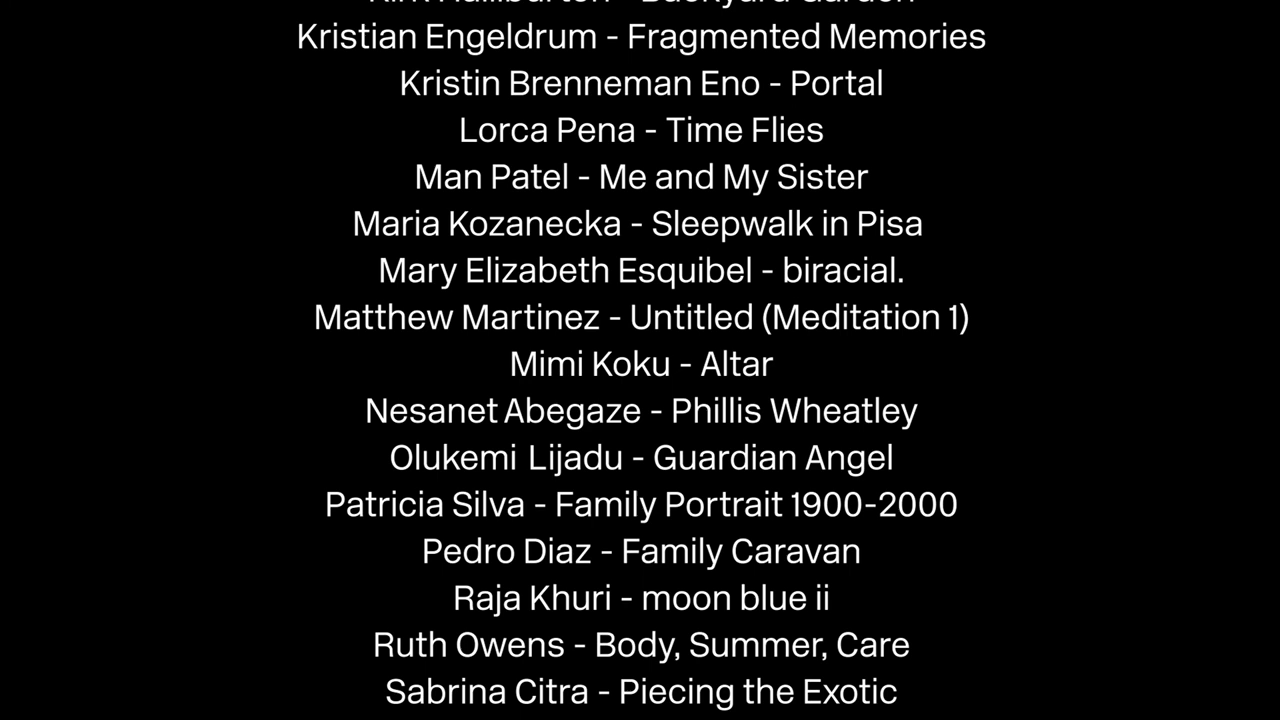 Kristian Engeldrum - Fragmented Memories
Kristin Brenneman Eno - Portal
Lorca Pena - Time Flies
Man Patel - Me and My Sister
Maria Kozanecka - Sleepwalk in Pisa
Mary Elizabeth Esquibel - biracial.
Matthew Martinez - Untitled (Meditation 1)
Mimi Koku - Altar
Nesanet Abegaze - Phillis Wheatley
Olukemi Lijadu - Guardian Angel
Patricia Silva - Family Portrait 1900-2000
Pedro Diaz - Family Caravan
Raja Khuri - moon blue ii
Ruth Owens - Body, Summer, Care
Sabrina Citra - Piecing the Exotic